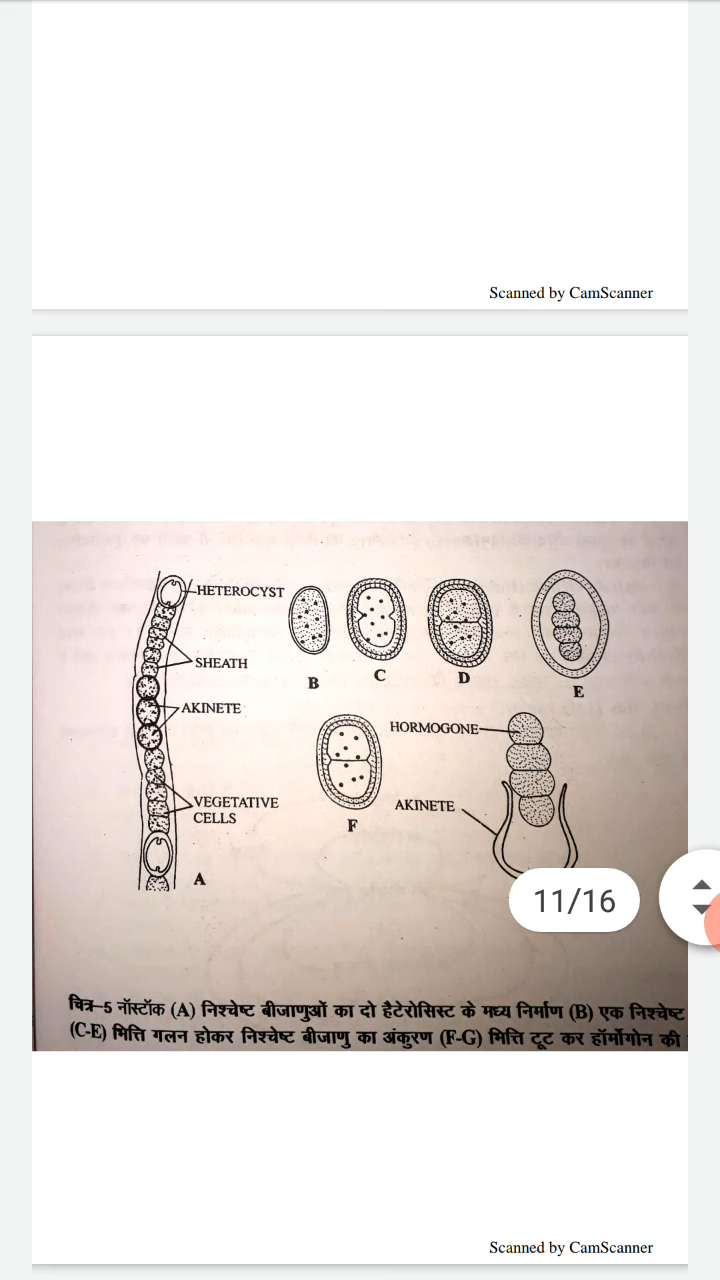 Scanned by CamScanner
HETEROCYST
SHEATH
AKINETE
VEGETATIVE
CELLS
A
B
C
D
E
F
HORMOGONE
AKINETE
11/16
चित्र–5 नॉस्टॉक (A) निश्चेष्ट बीजाणुओं का दो हैटेरोसिस्ट के मध्य निर्माण (B) एक निश्चेष्ट
(C-E) भित्ति गलन होकर निश्चेष्ट बीजाणु का अंकुरण (F-G) भित्ति टूट कर हॉर्मोगोन की
Scanned by CamScanner